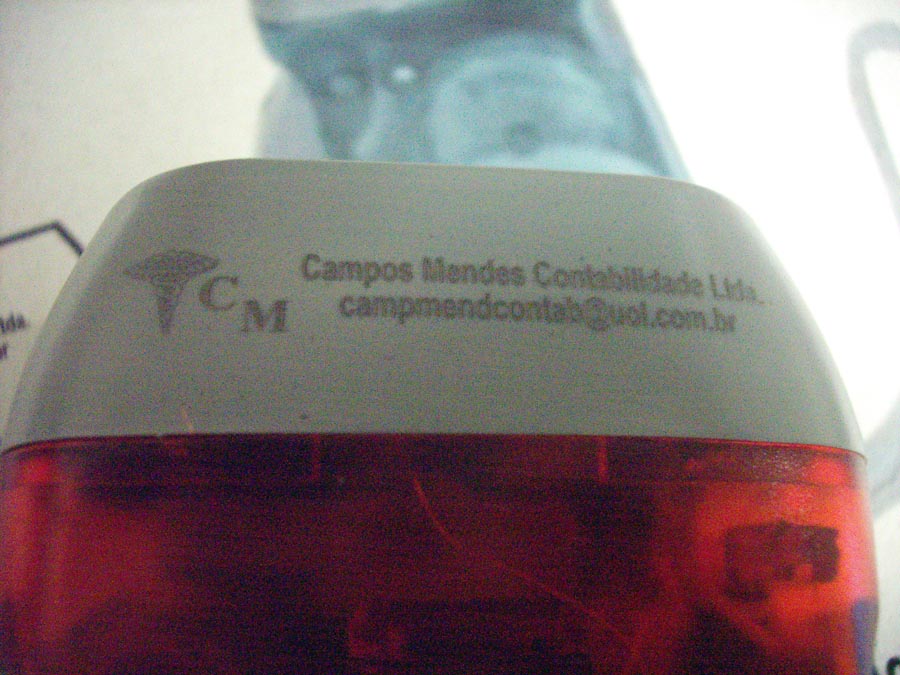 CM
Campos Mendes Contabilidade Ltda.
campmendcontab@uol.com.br